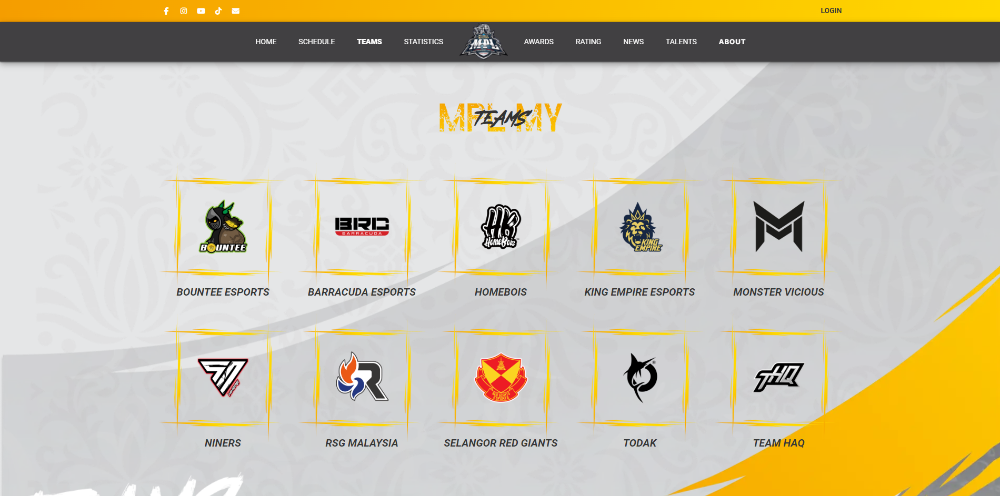 LOGIN
HOME SCHEDULE TEAMS STATISTICS MPL AWARDS RATING NEWS TALENTS ABOUT
MPL MY
TEAMS
BOUNTEE
BRC
BARRACUDA
HB
HomeBois
KING
EMPIRE
BOUNTEE ESPORTS BARRACUDA ESPORTS HOMEBOIS KING EMPIRE ESPORTS MONSTER VICIOUS
NINERS
R
RED GIANTS
ESPORTS
®
THQ
NINERS RSG MALAYSIA SELANGOR RED GIANTS TODAK TEAM HAQ
TEAMS